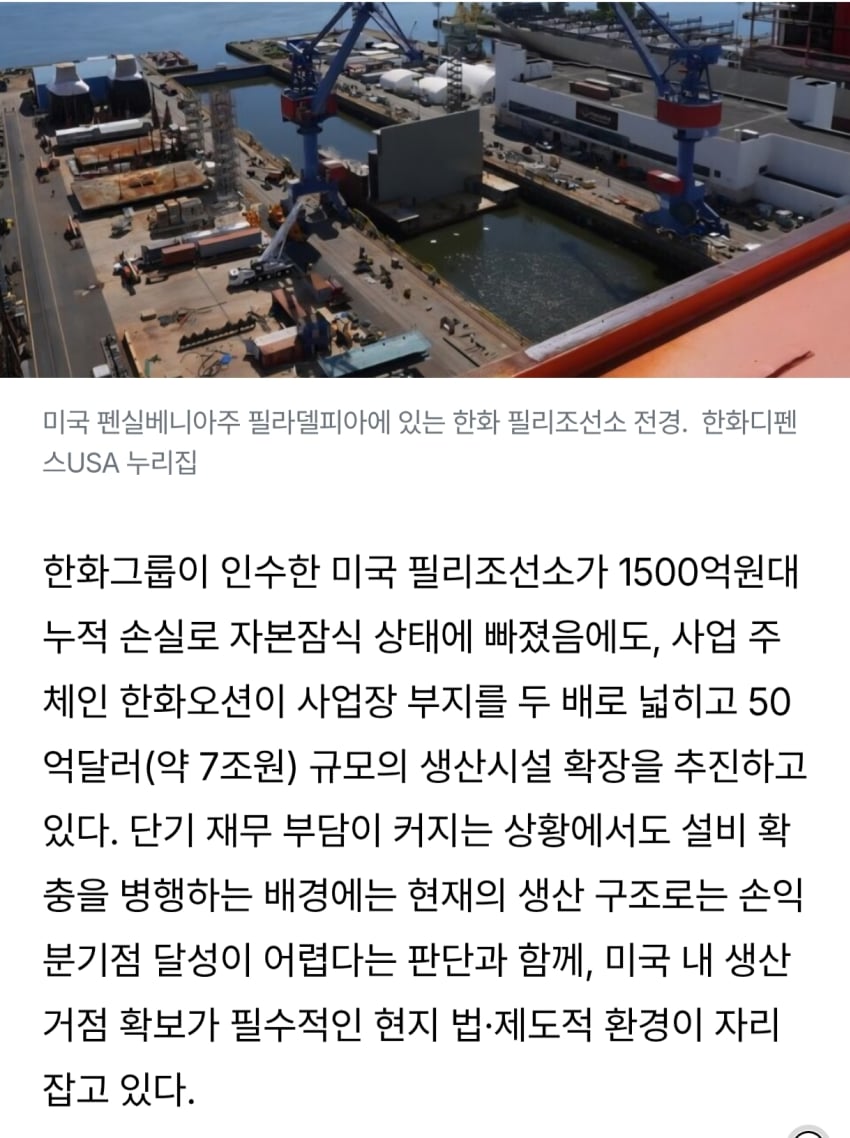 미국 펜실베니아주 필라델피아에 있는 한화 필리조선소 전경.  한화디펜
스USA 누리집
한화그룹이 인수한 미국 필리조선소가 1500억원대
누적 손실로 자본잠식 상태에 빠졌음에도, 사업 주
체인 한화오션이 사업장 부지를 두 배로 넓히고 50
억달러(약 7조원) 규모의 생산시설 확장을 추진하고
있다. 단기 재무 부담이 커지는 상황에서도 설비 확
충을 병행하는 배경에는 현재의 생산 구조로는 손익
분기점 달성이 어렵다는 판단과 함께, 미국 내 생산
거점 확보가 필수적인 현지 법·제도적 환경이 자리
잡고 있다.